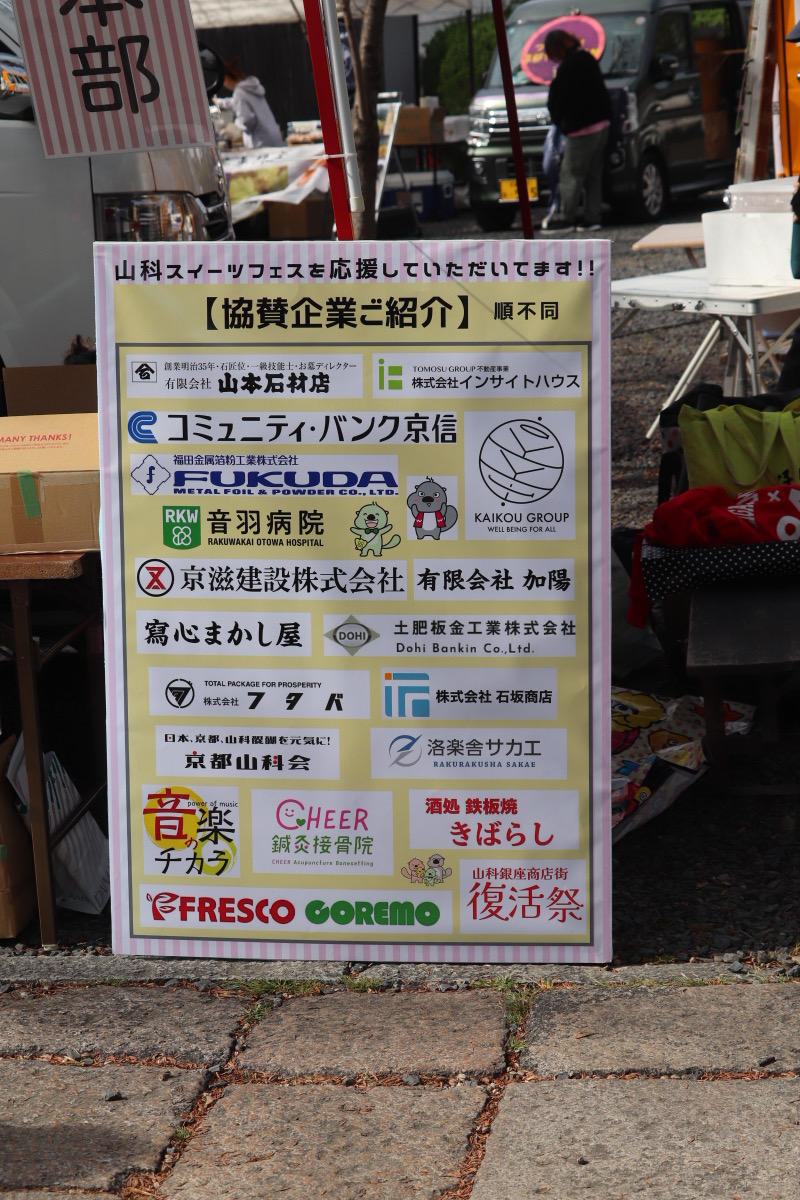 本部
山科スイーツフェスを応援していただいてます!!
【協賛企業ご紹介】 順不同
創業明治35年・石匠位・一級技能士・お墓ディレクター
有限会社 山本石材店
TOMOSU GROUP 不動産事業
株式会社インサイトハウス
コミュニティ・バンク京信
福田金属箔粉工業株式会社
FUKUDA
METAL FOIL & POWDER CO., LTD.
KAIKOU GROUP
WELL BEING FOR ALL
RKW
音羽病院
RAKUWAKAI OTOWA HOSPITAL
京滋建設株式会社
有限会社 加陽
寫心まかし屋
DOHI
土肥板金工業株式会社
Dohi Bankin Co.,Ltd.
TOTAL PACKAGE FOR PROSPERITY
株式会社 フタバ
株式会社 石坂商店
日本、京都、山科醍醐を元気に!
京都山科会
洛楽舎サカエ
RAKURAKUSHA SAKAE
power of music
音の楽
チカラ
CHEER
鍼灸接骨院
CHEER Acupuncture Bonesetting
酒処 鉄板焼
きばらし
FRESCO COREMO
山科銀座商店街
復活祭
MANY THANKS!